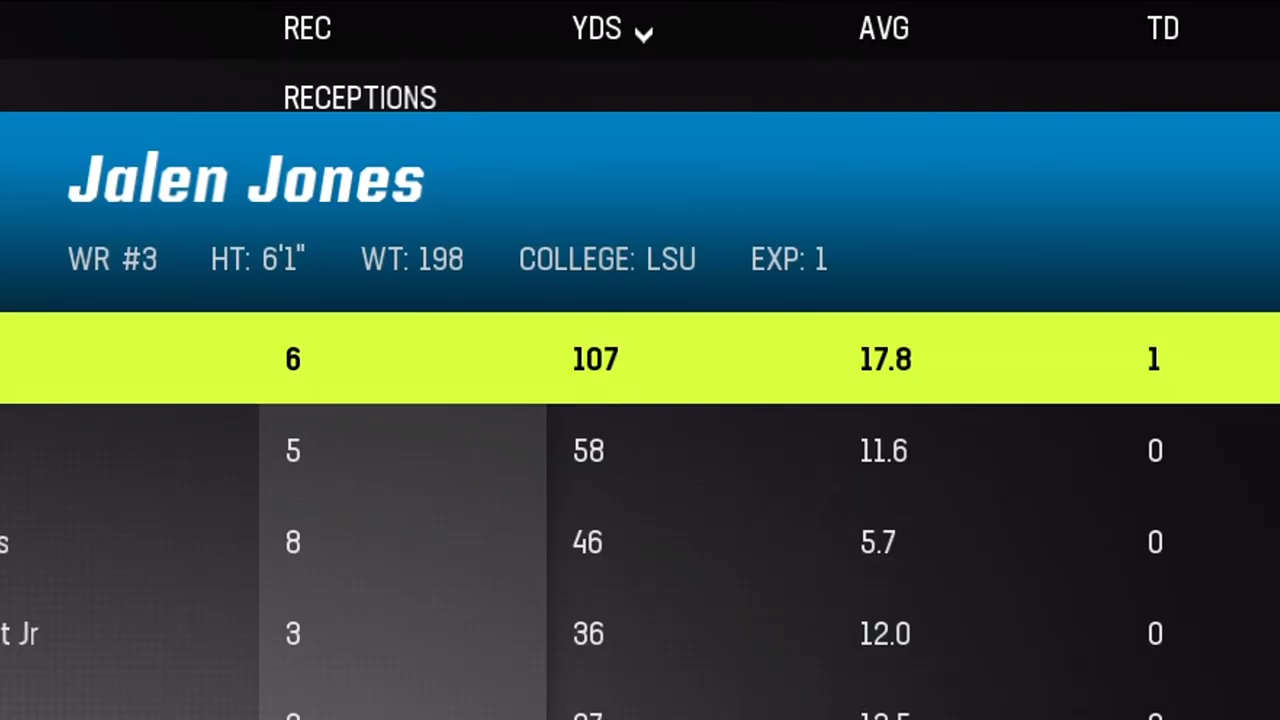 REC YDS AVG TD
RECEPTIONS
Jalen Jones
WR #3 HT: 6'1" WT: 198 COLLEGE: LSU EXP: 1
6 107 17.8 1
5 58 11.6 0
s 8 46 5.7 0
t Jr 3 36 12.0 0